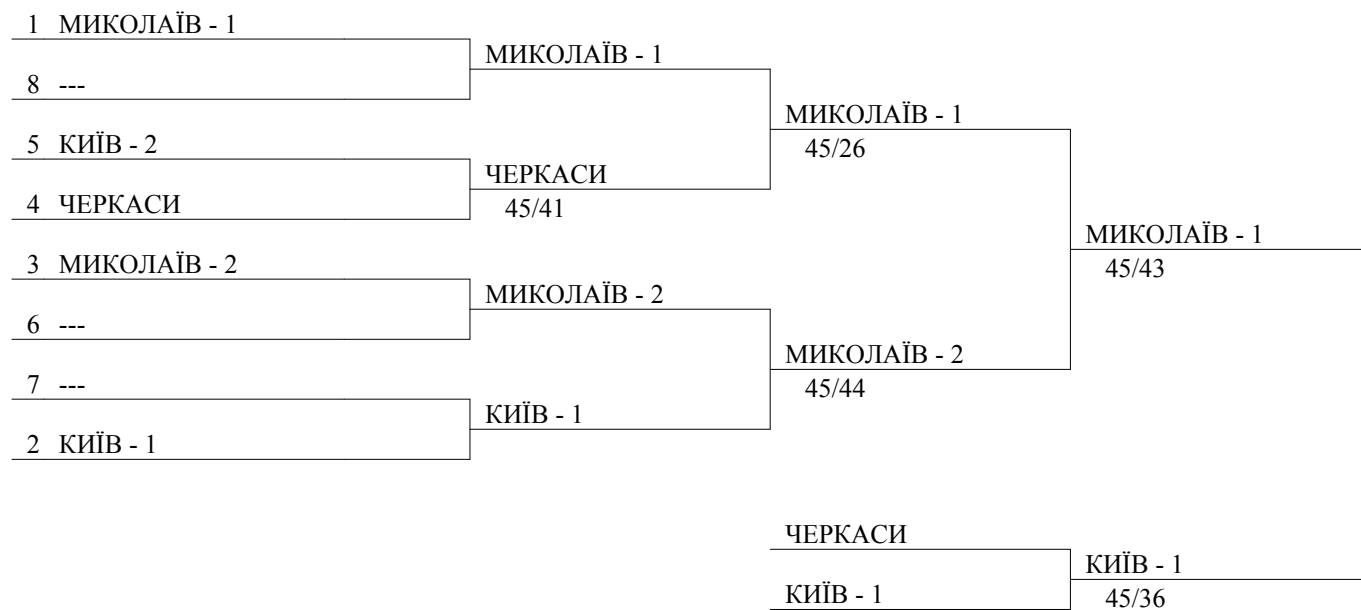 1 МИКОЛАЇВ - 1
МИКОЛАЇВ - 1
8 ---
МИКОЛАЇВ - 1
45/26
5 КИЇВ - 2
ЧЕРКАСИ
45/41
4 ЧЕРКАСИ
МИКОЛАЇВ - 1
45/43
3 МИКОЛАЇВ - 2
МИКОЛАЇВ - 2
6 ---
МИКОЛАЇВ - 2
45/44
7 ---
КИЇВ - 1
2 КИЇВ - 1
ЧЕРКАСИ
КИЇВ - 1
45/36
КИЇВ - 1